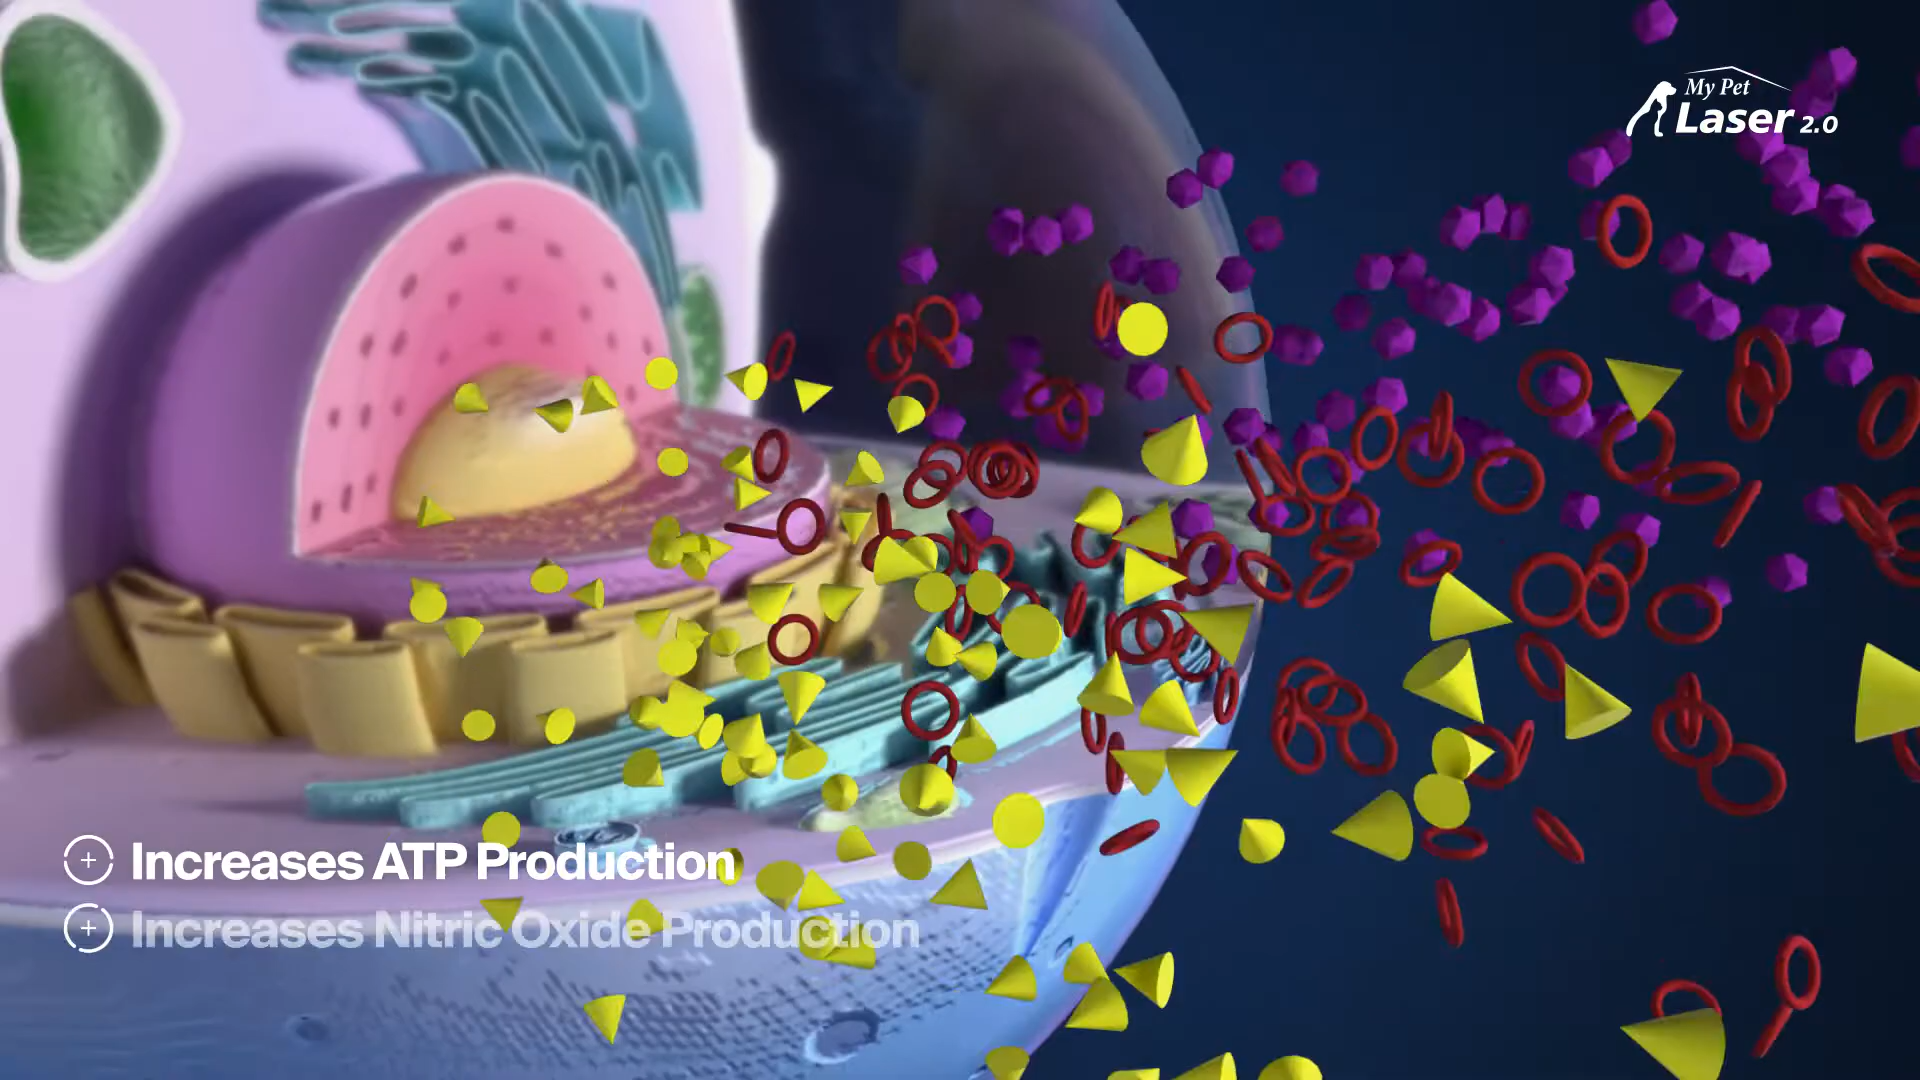 My Pet
Laser 2.0
Increases ATP Production
Increases Nitric Oxide Production